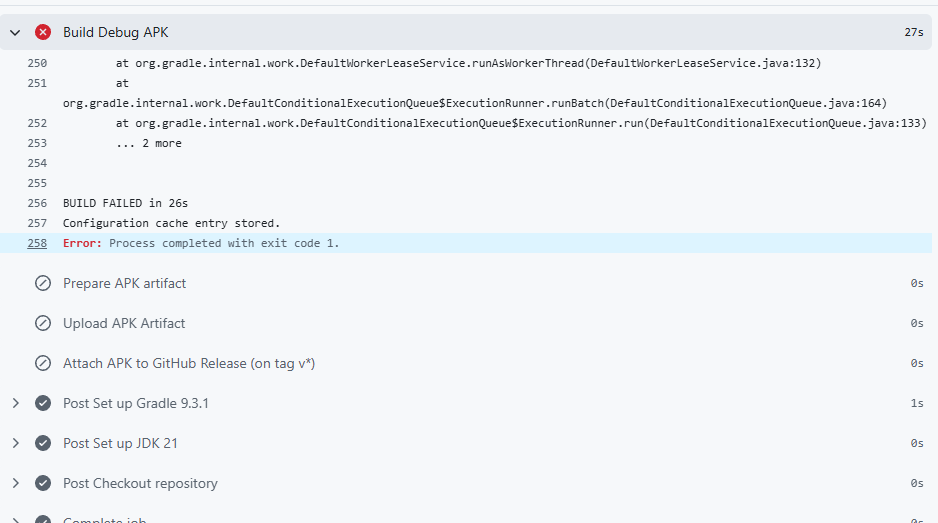 Build Debug APK 27s
250 at org.gradle.internal.work.DefaultWorkerLeaseService.runAsWorkerThread(DefaultWorkerLeaseService.java:132)
251 at
org.gradle.internal.work.DefaultConditionalExecutionQueue$ExecutionRunner.runBatch(DefaultConditionalExecutionQueue.java:164)
252 at org.gradle.internal.work.DefaultConditionalExecutionQueue$ExecutionRunner.run(DefaultConditionalExecutionQueue.java:133)
253 ... 2 more
254
255
256 BUILD FAILED in 26s
257 Configuration cache entry stored.
258 Error: Process completed with exit code 1.
Prepare APK artifact 0s
Upload APK Artifact 0s
Attach APK to GitHub Release (on tag v*) 0s
Post Set up Gradle 9.3.1 1s
Post Set up JDK 21 0s
Post Checkout repository 0s
Complete job 0s